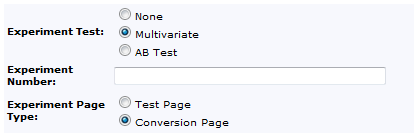 None
Experiment Test:
Multivariate
AB Test
Experiment
Number:
Experiment Page
Type:
Test Page
Conversion Page